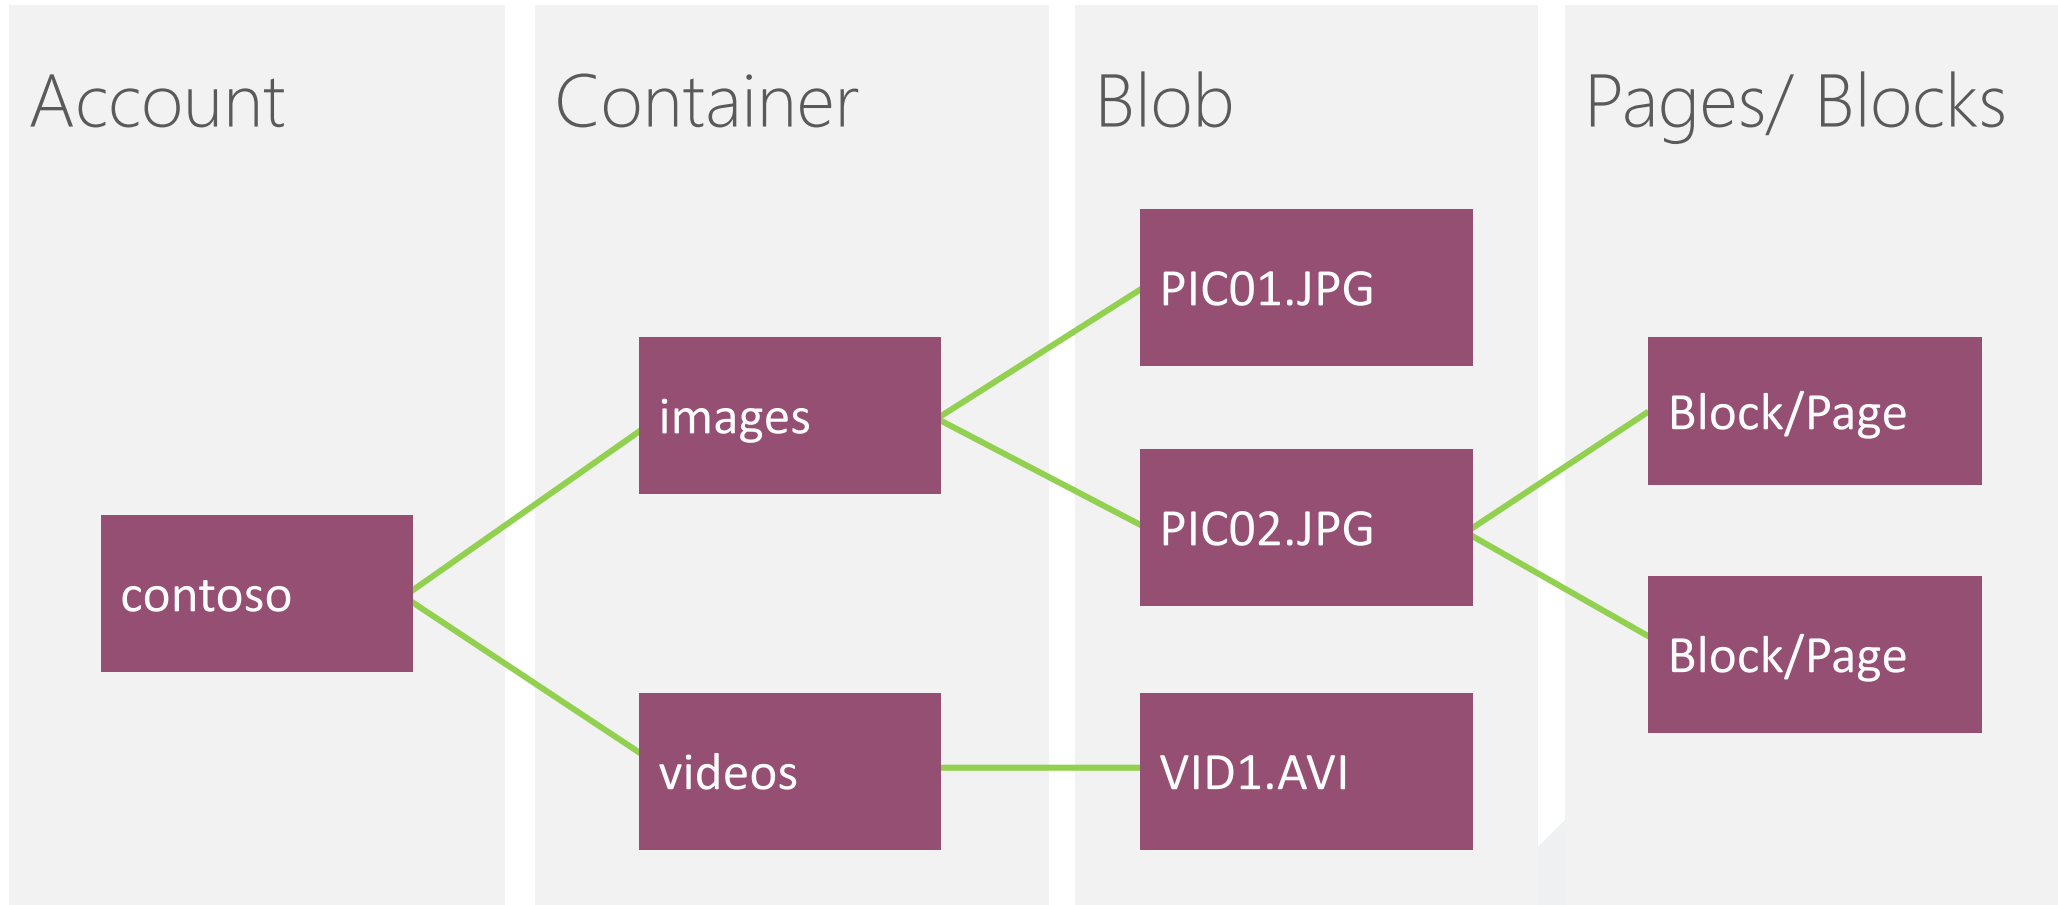 Account
Container
Blob
Pages/ Blocks
PIC01.JPG
images
Block/Page
PIC02.JPG
contoso
Block/Page
videos
VID1.AVI